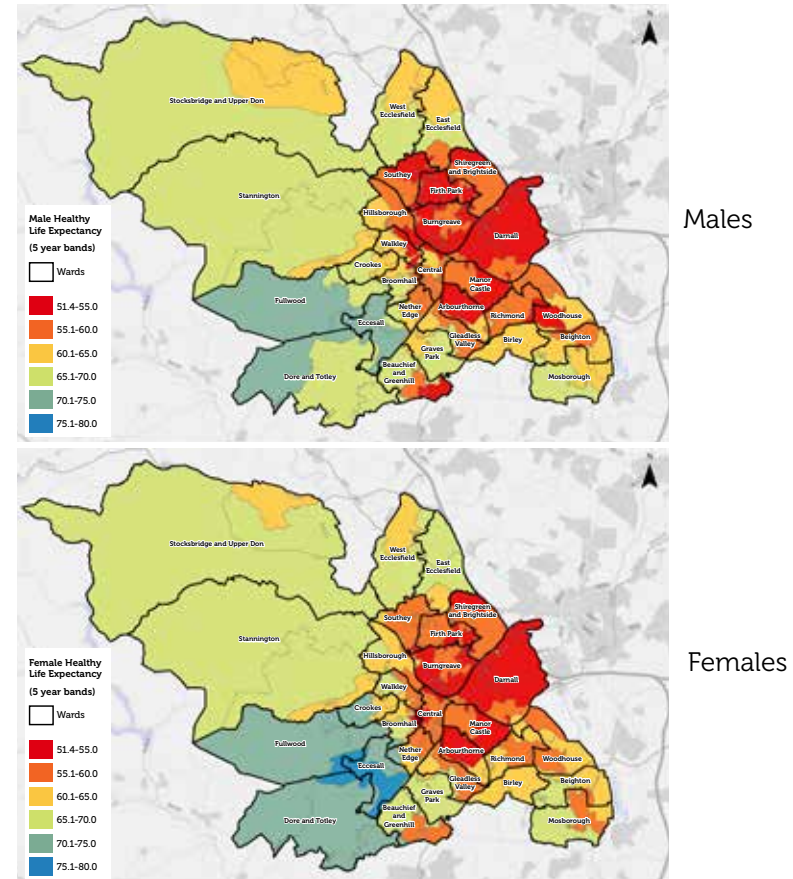 Stocksbridge and Upper Don
West
Ecclesfield
East
Ecclesfield
Southey
Shiregreen
and Brightside
Firth Park
Stannington
Hillsborough
Burngreave
Darnall
Walkley
Crookes
Central
Broomhall
Manor
Castle
Fullwood
Nether
Edge
Arbourthorne
Richmond
Woodhouse
Eccesall
Gleadless
Valley
Birley
Beighton
Graves
Park
Dore and Totley
Beauchief
and
Greenhill
Mosborough
Male Healthy
Life Expectancy
(5 year bands)
Wards
51.4-55.0
55.1-60.0
60.1-65.0
65.1-70.0
70.1-75.0
75.1-80.0
Males
Stocksbridge and Upper Don
West
Ecclesfield
East
Ecclesfield
Southey
Shiregreen
and Brightside
Firth Park
Stannington
Hillsborough
Burngreave
Darnall
Walkley
Crookes
Central
Broomhall
Manor
Castle
Fullwood
Nether
Edge
Arbourthorne
Richmond
Woodhouse
Eccesall
Gleadless
Valley
Birley
Beighton
Graves
Park
Dore and Totley
Beauchief
and
Greenhill
Mosborough
Female Healthy
Life Expectancy
(5 year bands)
Wards
51.4-55.0
55.1-60.0
60.1-65.0
65.1-70.0
70.1-75.0
75.1-80.0
Females